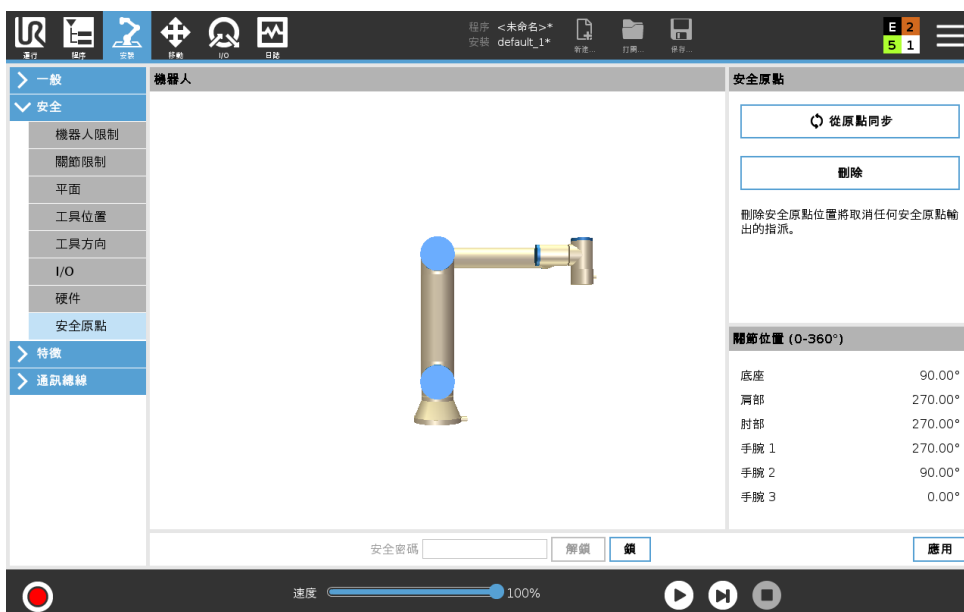 UR
運行
程序
安裝
移動
I/O
日誌
程序 <未命名>*
安裝 default_1*
新建...
打開...
保存...
E 2
5 1
一般
安全
機器人限制
關節限制
平面
工具位置
工具方向
I/O
硬件
安全原點
特徵
通訊總線
機器人
安全密碼
解鎖
鎖
安全原點
從原點同步
刪除
刪除安全原點位置將取消任何安全原點輸
出的指派。
關節位置 (0-360°)
底座 90.00°
肩部 270.00°
肘部 270.00°
手腕 1 270.00°
手腕 2 90.00°
手腕 3 0.00°
應用
速度 100%